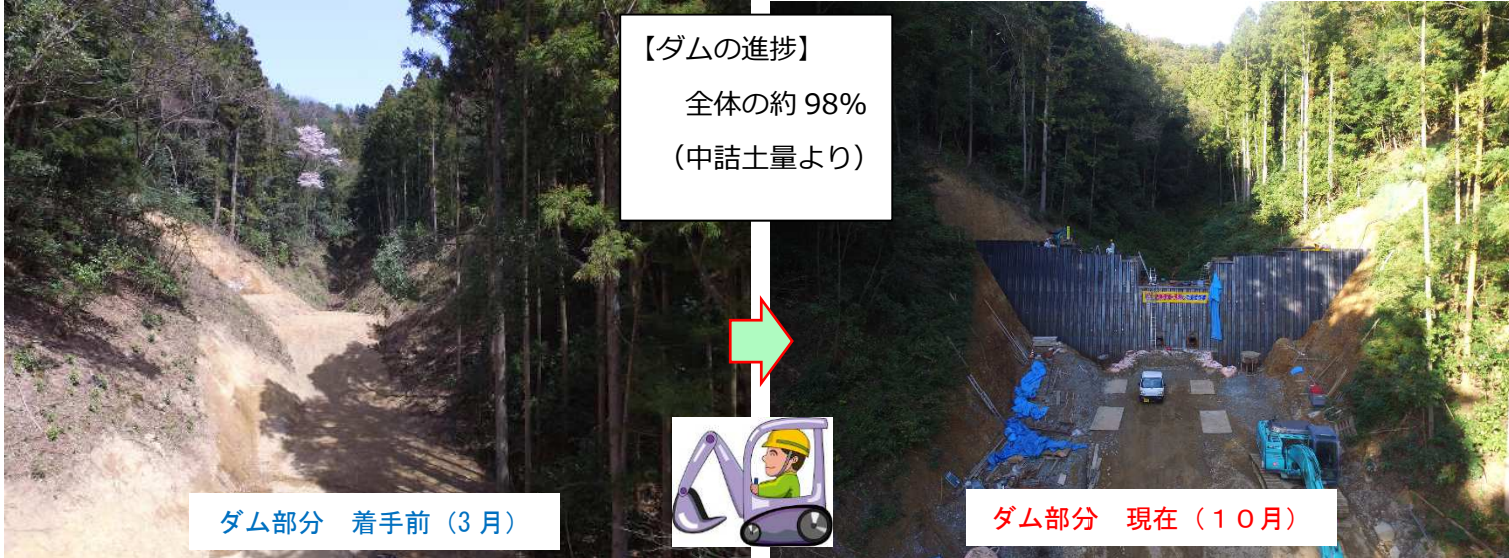 【ダムの進捗】
全体の約 98%
（中詰土量より）
ダム部分　着手前（3 月）
ダム部分　現在（１０月）